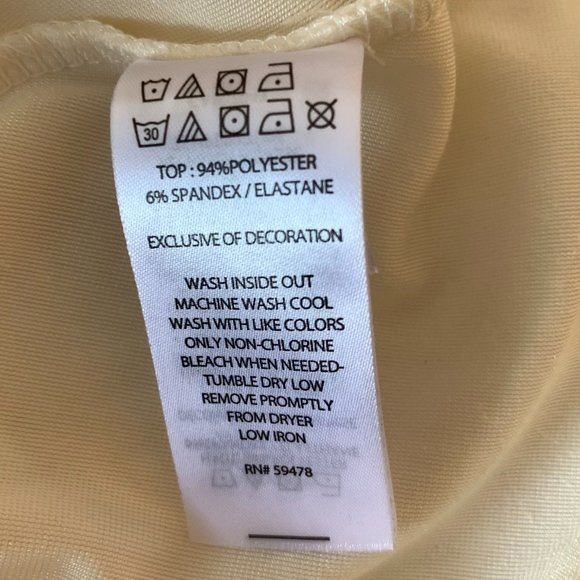 30
TOP : 94%POLYESTER
6% SPANDEX / ELASTANE
EXCLUSIVE OF DECORATION
WASH INSIDE OUT
MACHINE WASH COOL
WASH WITH LIKE COLORS
ONLY NON-CHLORINE
BLEACH WHEN NEEDED-
TUMBLE DRY LOW
REMOVE PROMPTLY
FROM DRYER
LOW IRON
RN# 59478